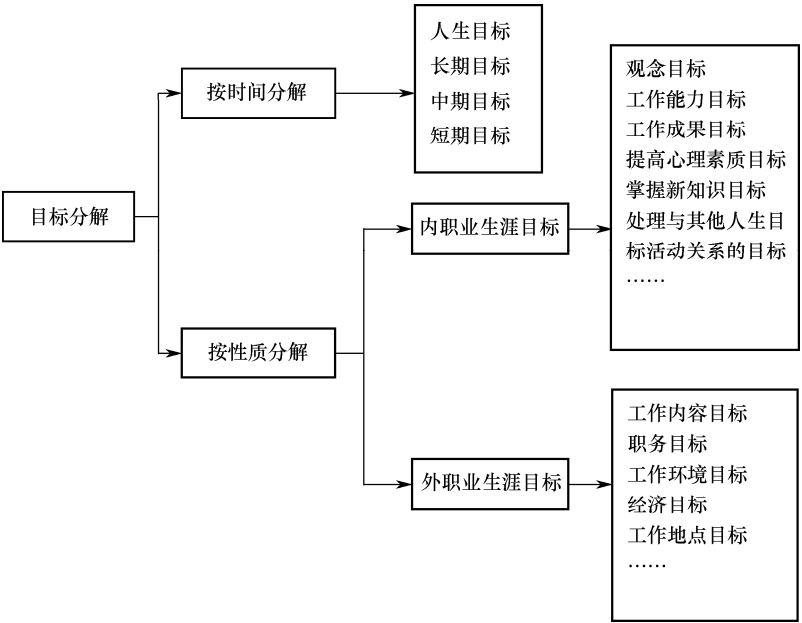 目标分解
按时间分解
人生目标
长期目标
中期目标
短期目标
按性质分解
内职业生涯目标
观念目标
工作能力目标
工作成果目标
提高心理素质目标
掌握新知识目标
处理与其他人生目
标活动关系的目标
……
外职业生涯目标
工作内容目标
职务目标
工作环境目标
经济目标
工作地点目标
……